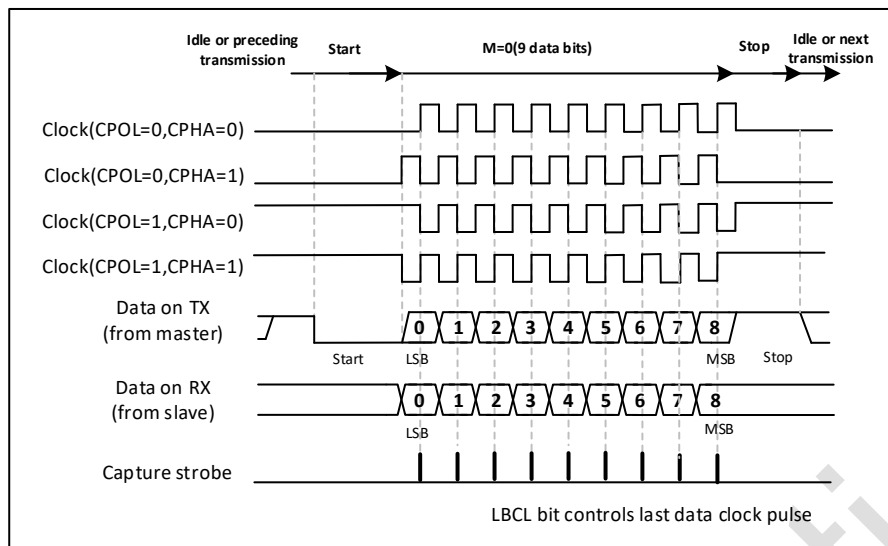 Idle or preceding
transmission
Start
M=0(9 data bits)
Stop
Idle or next
transmission
Clock(CPOL=0,CPHA=0)
Clock(CPOL=0,CPHA=1)
Clock(CPOL=1,CPHA=0)
Clock(CPOL=1,CPHA=1)
Data on TX
(from master)
0 1 2 3 4 5 6 7 8
Start LSB MSB Stop
Data on RX
(from slave)
0 1 2 3 4 5 6 7 8
LSB MSB
Capture strobe
LBCL bit controls last data clock pulse